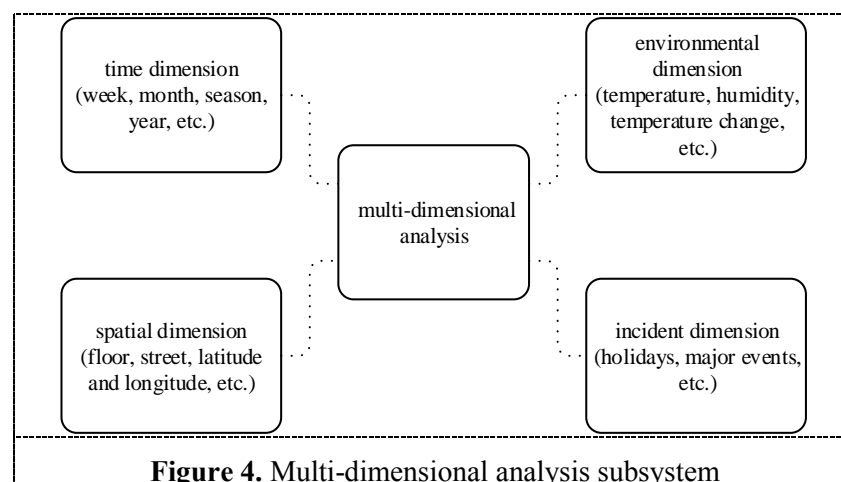 time dimension
(week, month, season,
year, etc.)
environmental
dimension
(temperature, humidity,
temperature change,
etc.)
multi-dimensional
analysis
spatial dimension
(floor, street, latitude
and longitude, etc.)
incident dimension
(holidays, major events,
etc.)
Figure 4. Multi-dimensional analysis subsystem